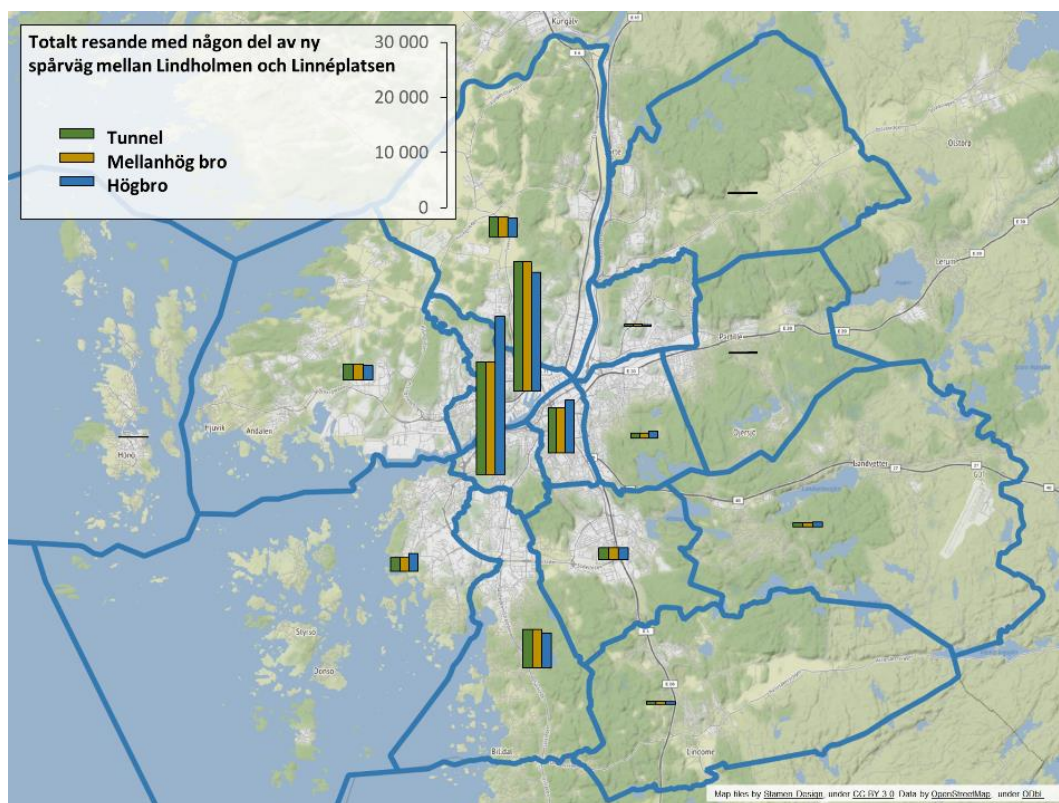 Totalt resande med någon del av ny
spårväg mellan Lindholmen och Linnéplatsen
30 000
20 000
10 000
0
Tunnel
Mellanhög bro
Högbro
Kungälv
Olstorp
Lerum
Partille
Hönö
Andalen
Landvetter
Styrsö
Donsö
Billdal
Lindome
Map tiles by Stamen Design, under CC BY 3.0. Data by OpenStreetMap, under ODbL.